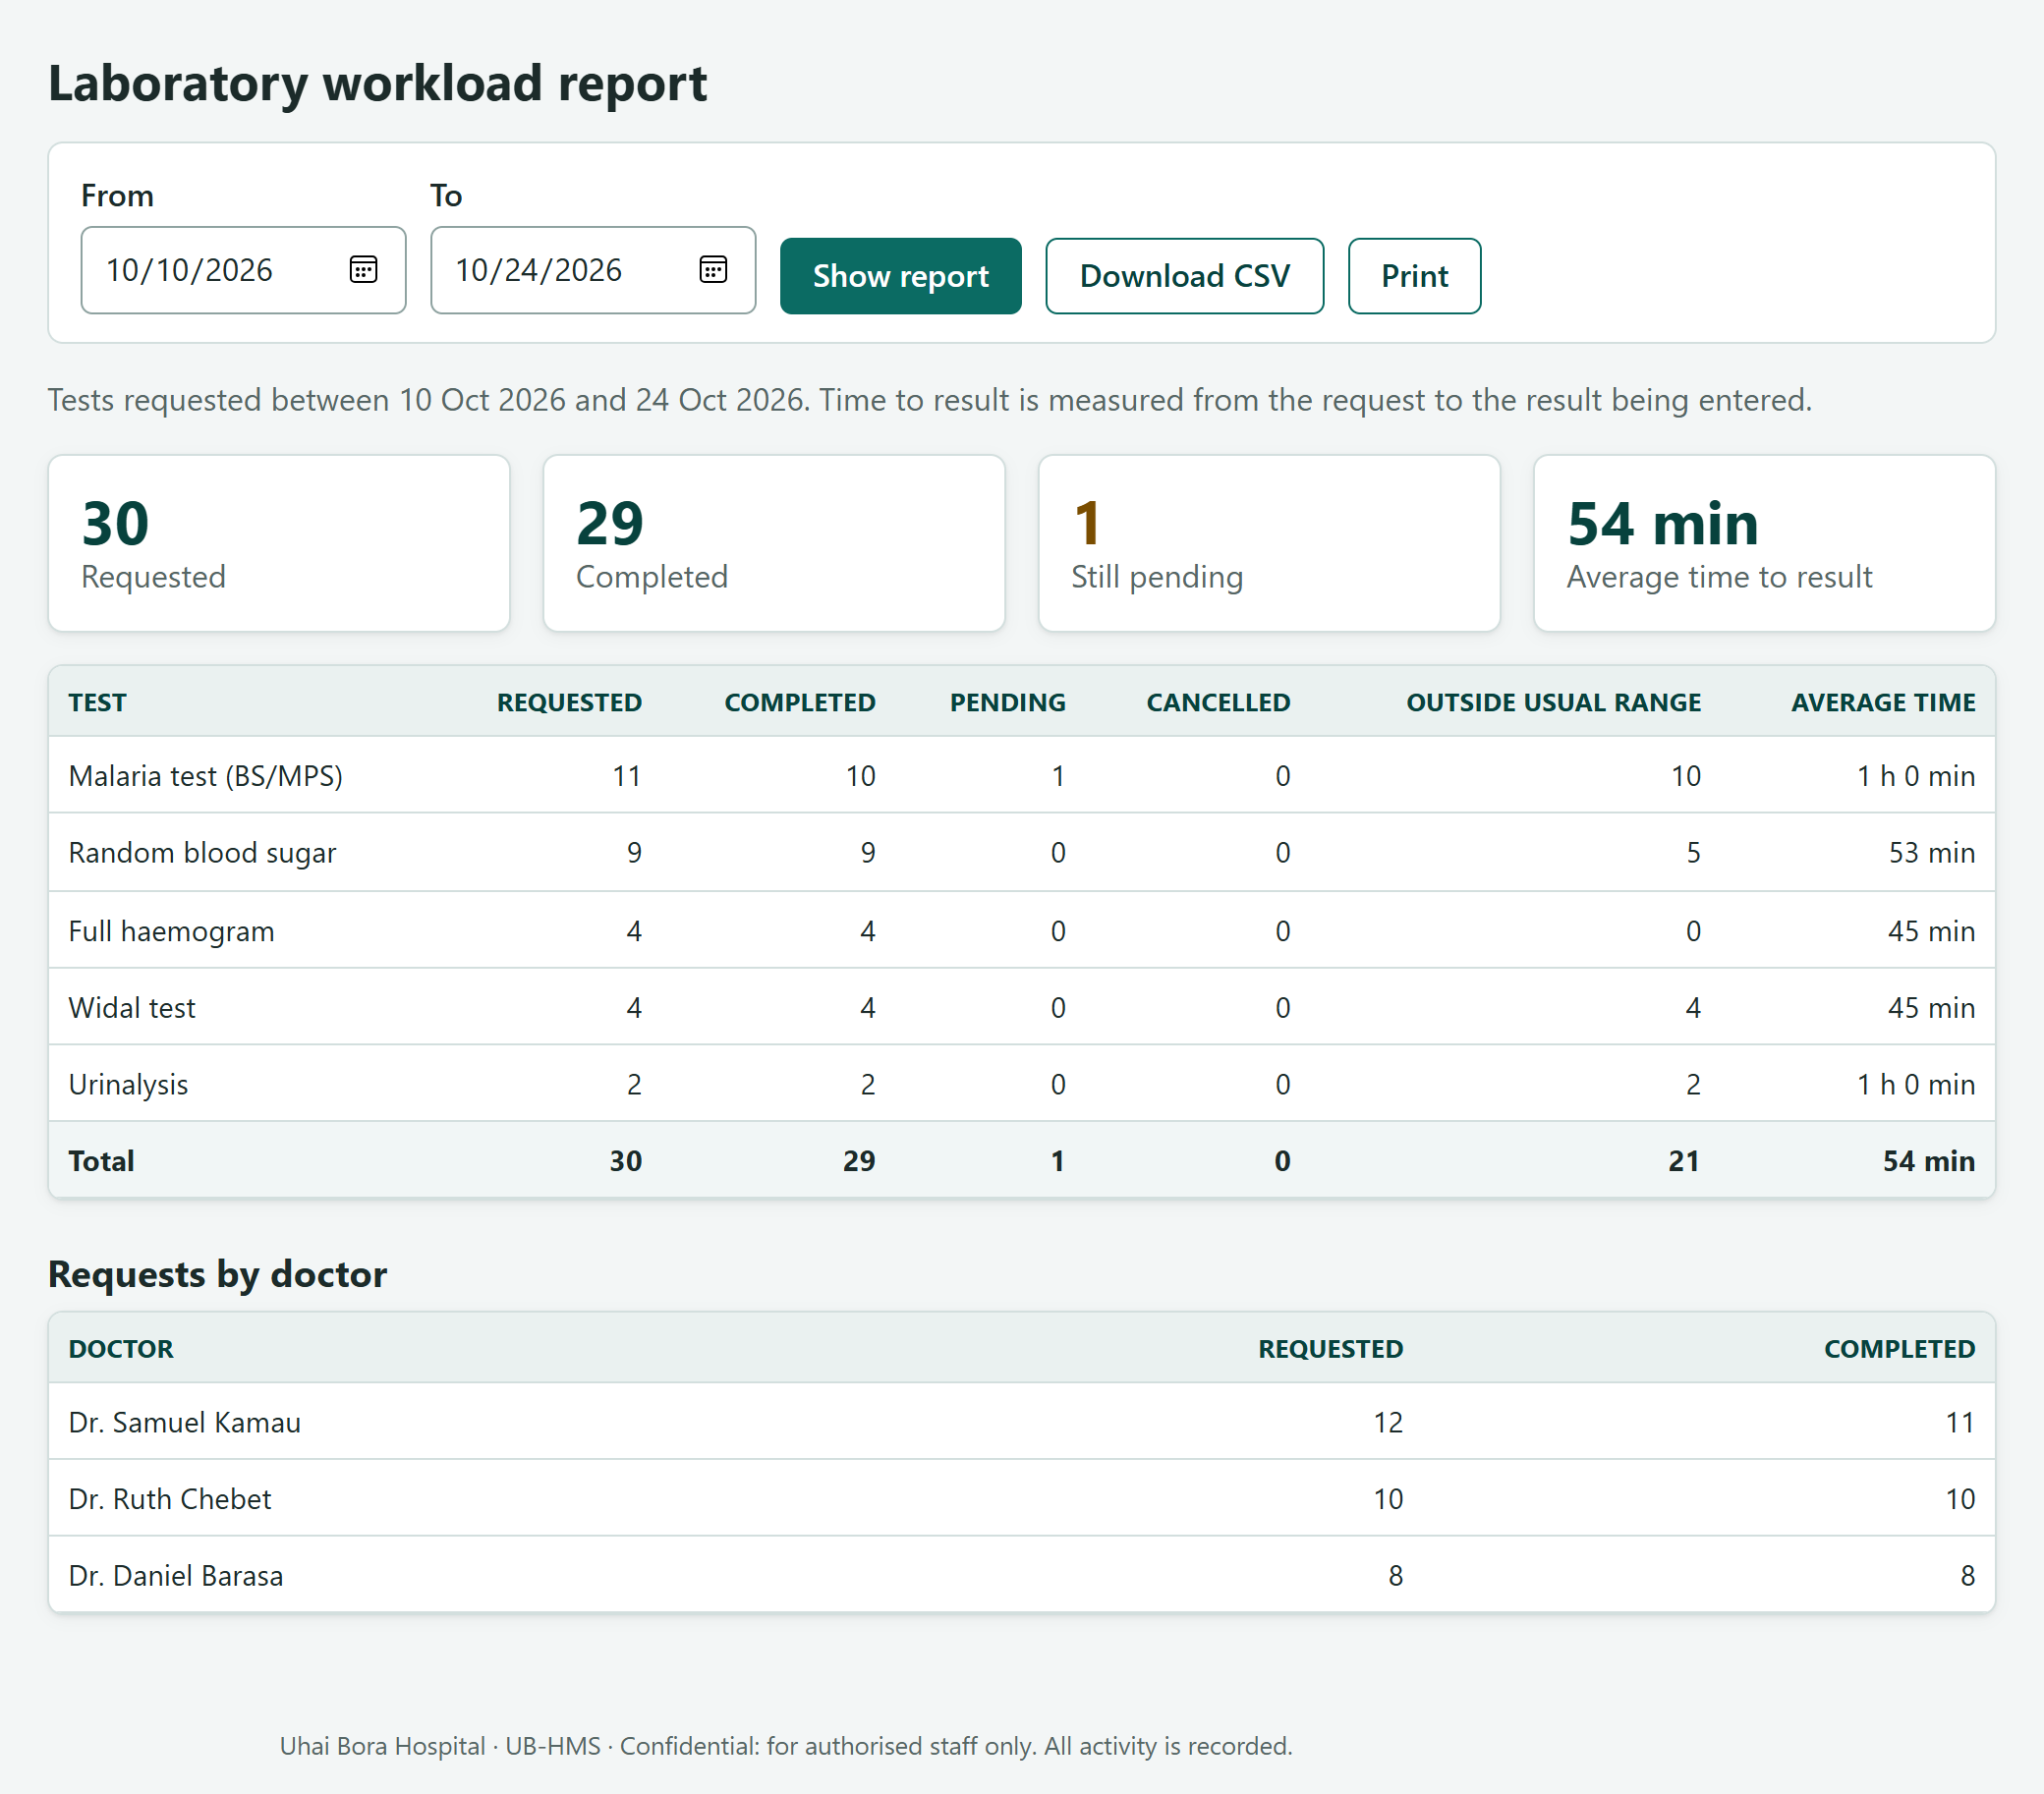 Laboratory workload report
From To
10/10/2026 10/24/2026 Show report Download CSV Print
Tests requested between 10 Oct 2026 and 24 Oct 2026. Time to result is measured from the request to the result being entered.
30 29 1 54 min
Requested Completed Still pending Average time to result
TEST REQUESTED COMPLETED PENDING CANCELLED OUTSIDE USUAL RANGE AVERAGE TIME
Malaria test (BS/MPS) 11 10 1 0 10 1 h 0 min
Random blood sugar 9 9 0 0 5 53 min
Full haemogram 4 4 0 0 0 45 min
Widal test 4 4 0 0 4 45 min
Urinalysis 2 2 0 0 2 1 h 0 min
Total 30 29 1 0 21 54 min
Requests by doctor
DOCTOR REQUESTED COMPLETED
Dr. Samuel Kamau 12 11
Dr. Ruth Chebet 10 10
Dr. Daniel Barasa 8 8
Uhai Bora Hospital · UB-HMS · Confidential: for authorised staff only. All activity is recorded.